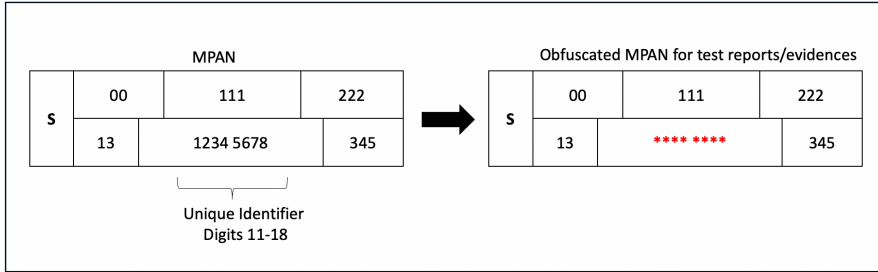 MPAN
S
00
111
222
13
1234 5678
345
Unique Identifier
Digits 11-18
Obfuscated MPAN for test reports/evidences
S
00
111
222
13
**** ****
345